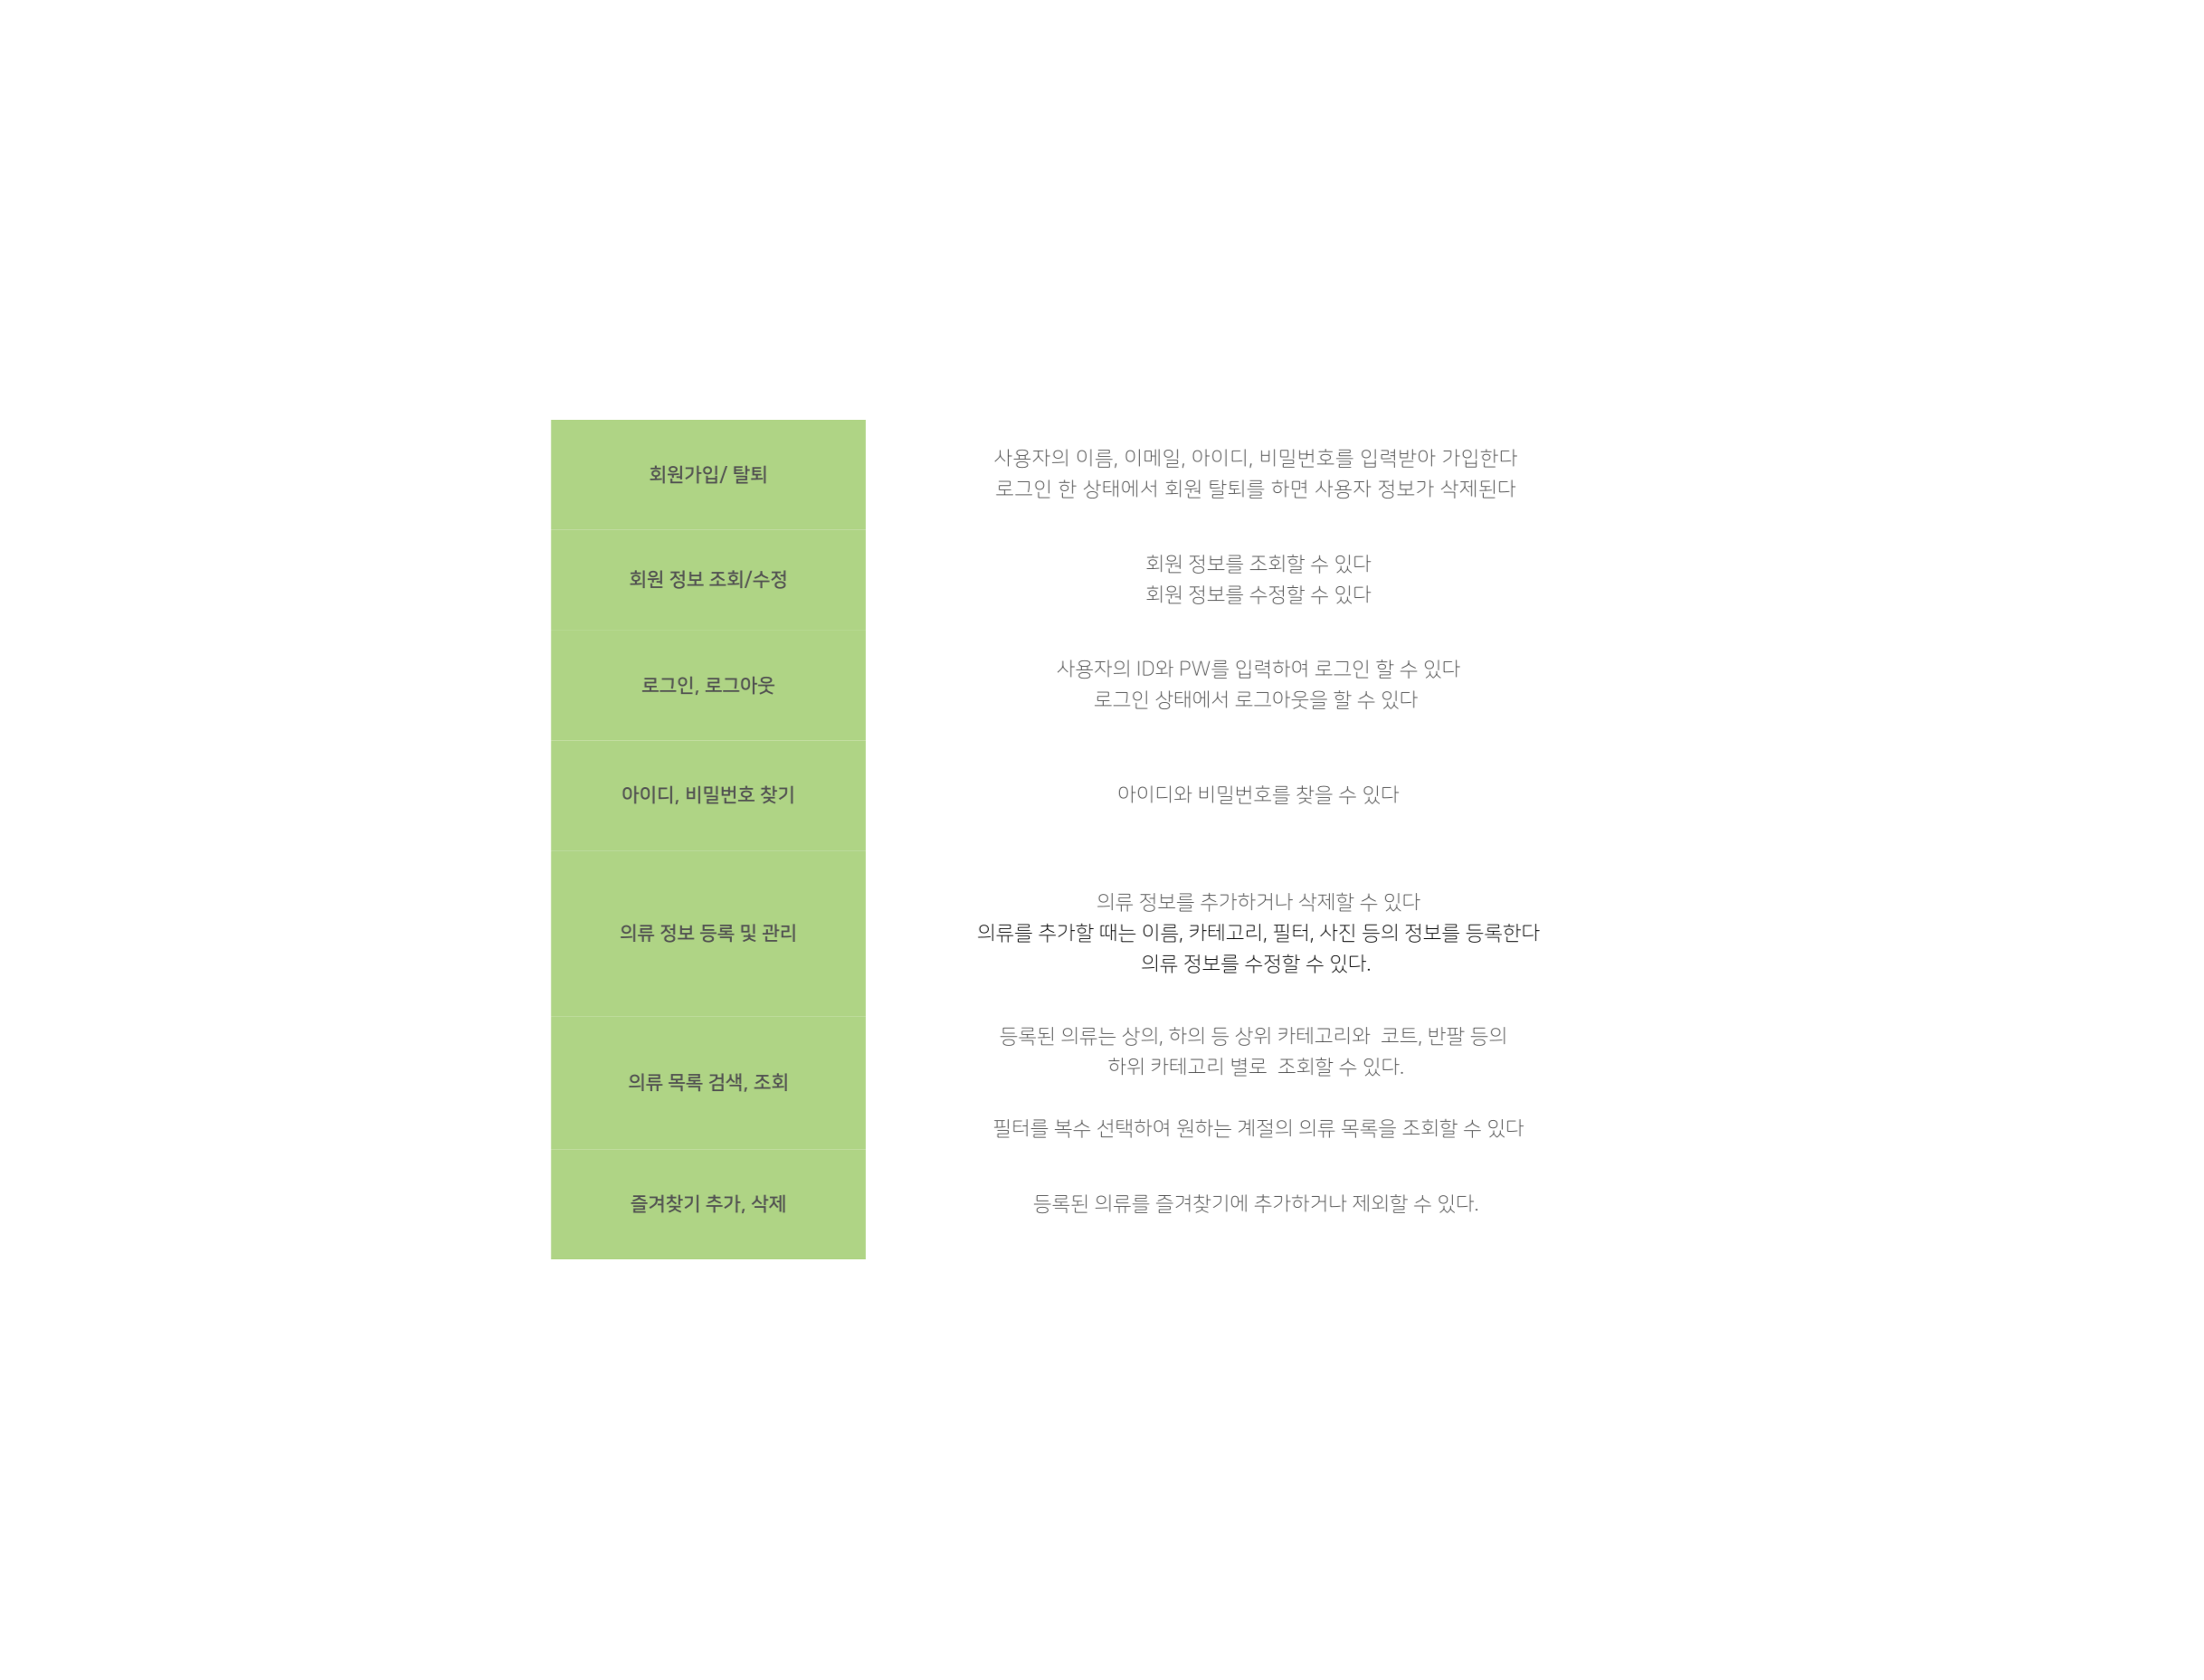 회원가입/ 탈퇴
사용자의 이름, 이메일, 아이디, 비밀번호를 입력받아 가입한다
로그인 한 상태에서 회원 탈퇴를 하면 사용자 정보가 삭제된다
회원 정보 조회/수정
회원 정보를 조회할 수 있다
회원 정보를 수정할 수 있다
로그인, 로그아웃
사용자의 ID와 PW를 입력하여 로그인 할 수 있다
로그인 상태에서 로그아웃을 할 수 있다
아이디, 비밀번호 찾기
아이디와 비밀번호를 찾을 수 있다
의류 정보 등록 및 관리
의류 정보를 추가하거나 삭제할 수 있다
의류를 추가할 때는 이름, 카테고리, 필터, 사진 등의 정보를 등록한다
의류 정보를 수정할 수 있다.
의류 목록 검색, 조회
등록된 의류는 상의, 하의 등 상위 카테고리와 코트, 반팔 등의
하위 카테고리 별로 조회할 수 있다.
필터를 복수 선택하여 원하는 계절의 의류 목록을 조회할 수 있다
즐겨찾기 추가, 삭제
등록된 의류를 즐겨찾기에 추가하거나 제외할 수 있다.